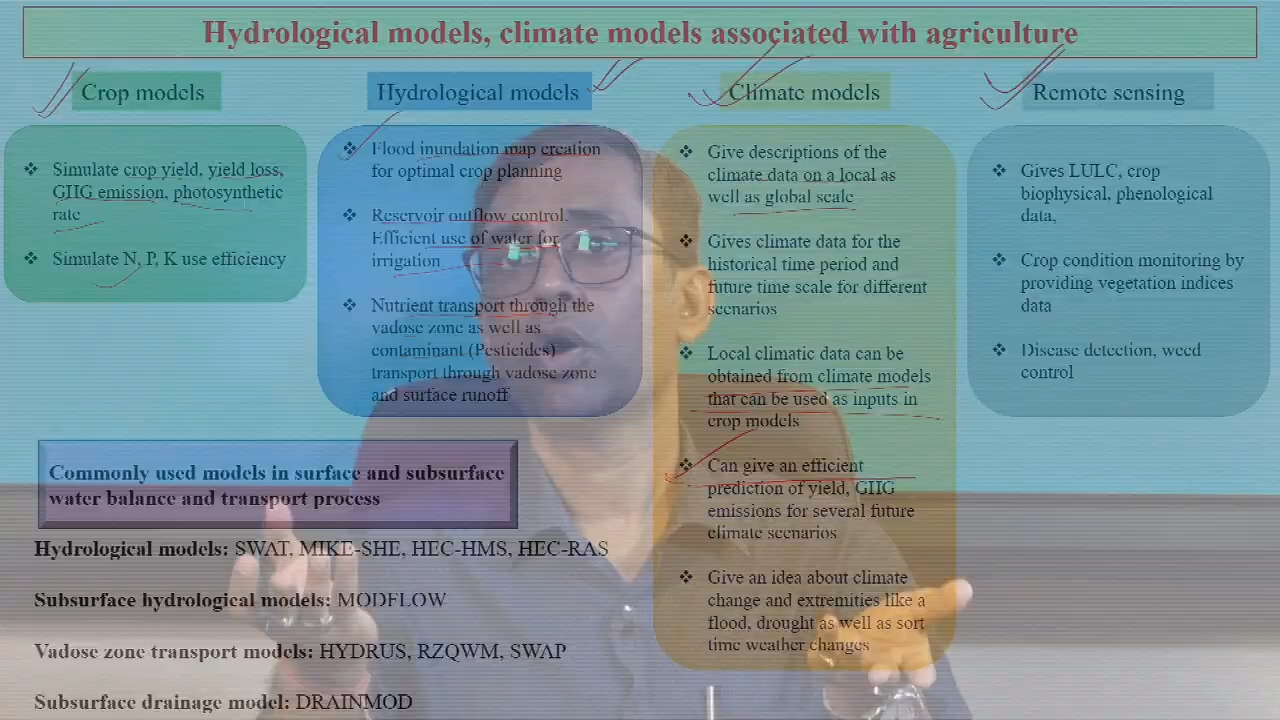 Hydrological models, climate models associated with agriculture
Crop models
❖ Simulate crop yield, yield loss,
GHG emission, photosynthetic
rate
❖ Simulate N, P, K use efficiency
Hydrological models
❖ Flood inundation map creation
for optimal crop planning
❖ Reservoir outflow control.
Efficient use of water for
irrigation
❖ Nutrient transport through the
vadose zone as well as
contaminant (Pesticides)
transport through vadose zone
and surface runoff
Climate models
❖ Give descriptions of the
climate data on a local as
well as global scale
❖ Gives climate data for the
historical time period and
future time scale for different
scenarios
❖ Local climatic data can be
obtained from climate models
that can be used as inputs in
crop models
❖ Can give an efficient
prediction of yield, GHG
emissions for several future
climate scenarios
❖ Give an idea about climate
change and extremities like a
flood, drought as well as sort
time weather changes
Remote sensing
❖ Gives LULC, crop
biophysical, phenological
data,
❖ Crop condition monitoring by
providing vegetation indices
data
❖ Disease detection, weed
control
Commonly used models in surface and subsurface
water balance and transport process
Hydrological models: SWAT, MIKE-SHE, HEC-HMS, HEC-RAS
Subsurface hydrological models: MODFLOW
Vadose zone transport models: HYDRUS, RZQWM, SWAP
Subsurface drainage model: DRAINMOD